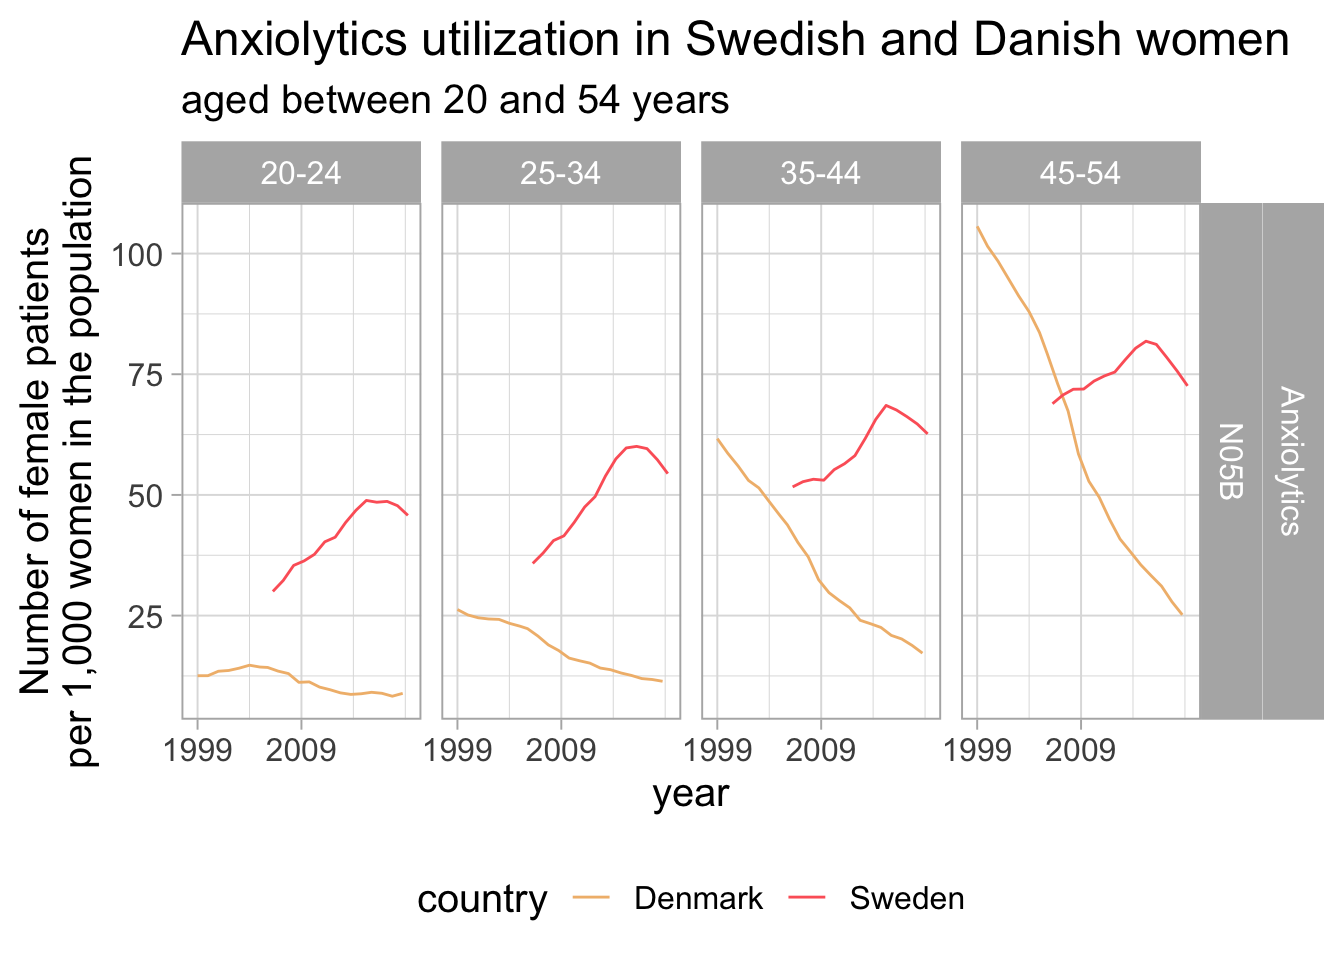 Anxiolytics utilization in Swedish and Danish women
aged between 20 and 54 years
20-24
25-34
35-44
45-54
Number of female patients
per 1,000 women in the population
100
75
50
25
N05B
Anxiolytics
1999 2009 1999 2009 1999 2009 1999 2009
year
country Denmark Sweden